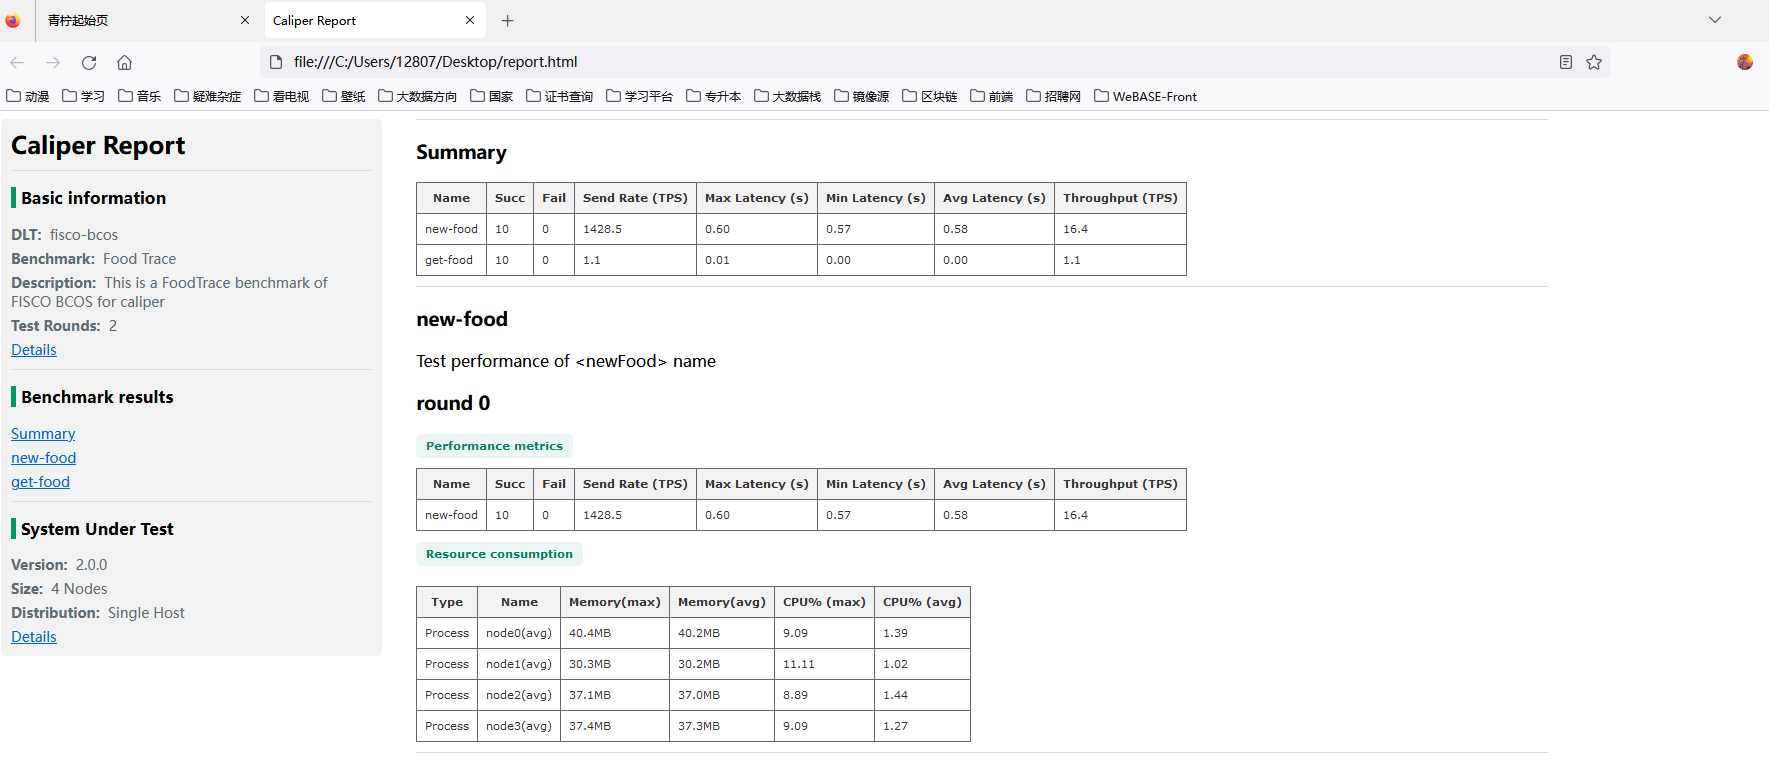 青柠起始页
Caliper Report
file:///C:/Users/12807/Desktop/report.html
动漫 学习 音乐 疑难杂症 看电视 壁纸 大数据方向 国家 证书查询 学习平台 专升本 大数据栈 镜像源 区块链 前端 招聘网 WeBASE-Front
Caliper Report
Basic information
DLT: fisco-bcos
Benchmark: Food Trace
Description: This is a FoodTrace benchmark of
FISCO BCOS for caliper
Test Rounds: 2
Details
Benchmark results
Summary
new-food
get-food
System Under Test
Version: 2.0.0
Size: 4 Nodes
Distribution: Single Host
Details
Summary
Name Succ Fail Send Rate (TPS) Max Latency (s) Min Latency (s) Avg Latency (s) Throughput (TPS)
new-food 10 0 1428.5 0.60 0.57 0.58 16.4
get-food 10 0 1.1 0.01 0.00 0.00 1.1
new-food
Test performance of <newFood> name
round 0
Performance metrics
Name Succ Fail Send Rate (TPS) Max Latency (s) Min Latency (s) Avg Latency (s) Throughput (TPS)
new-food 10 0 1428.5 0.60 0.57 0.58 16.4
Resource consumption
Type Name Memory(max) Memory(avg) CPU% (max) CPU% (avg)
Process node0(avg) 40.4MB 40.2MB 9.09 1.39
Process node1(avg) 30.3MB 30.2MB 11.11 1.02
Process node2(avg) 37.1MB 37.0MB 8.89 1.44
Process node3(avg) 37.4MB 37.3MB 9.09 1.27